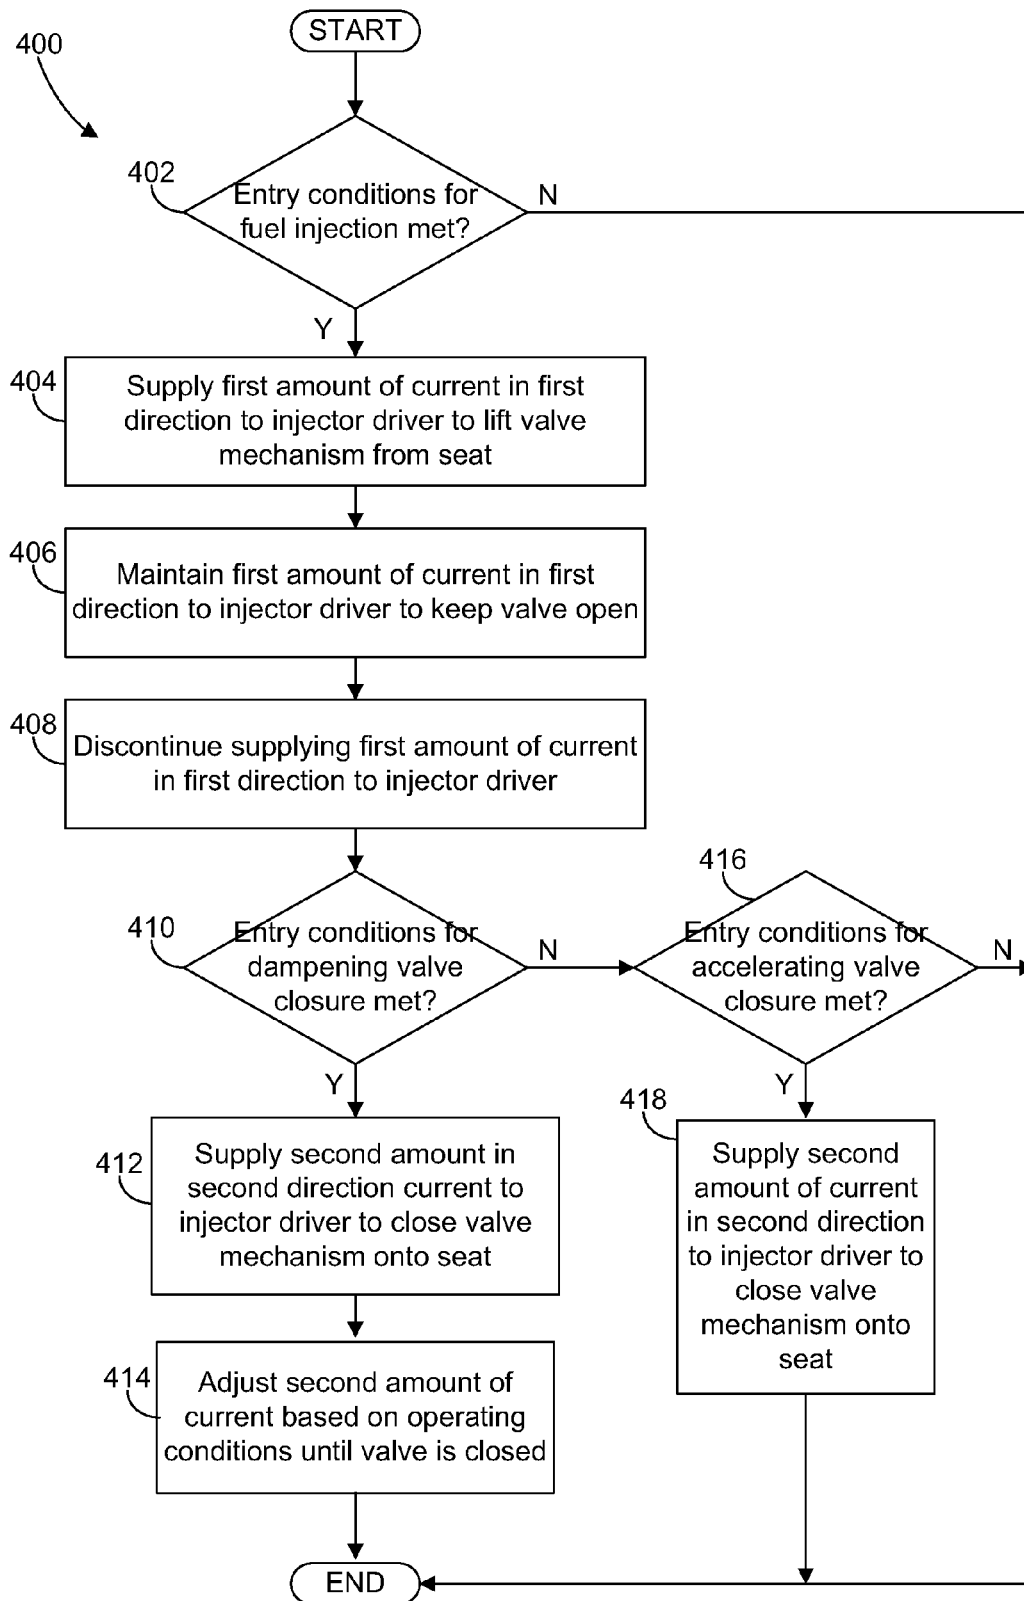 START
400
402
Entry conditions for
fuel injection met?
N
Y
404
Supply first amount of current in first
direction to injector driver to lift valve
mechanism from seat
406
Maintain first amount of current in first
direction to injector driver to keep valve open
408
Discontinue supplying first amount of current
in first direction to injector driver
410
Entry conditions for
dampening valve
closure met?
N
416
Entry conditions for
accelerating valve
closure met?
N
Y
Y
412
Supply second amount in
second direction current to
injector driver to close valve
mechanism onto seat
418
Supply second
amount of current
in second direction
to injector driver to
close valve
mechanism onto
seat
414
Adjust second amount of
current based on operating
conditions until valve is closed
END